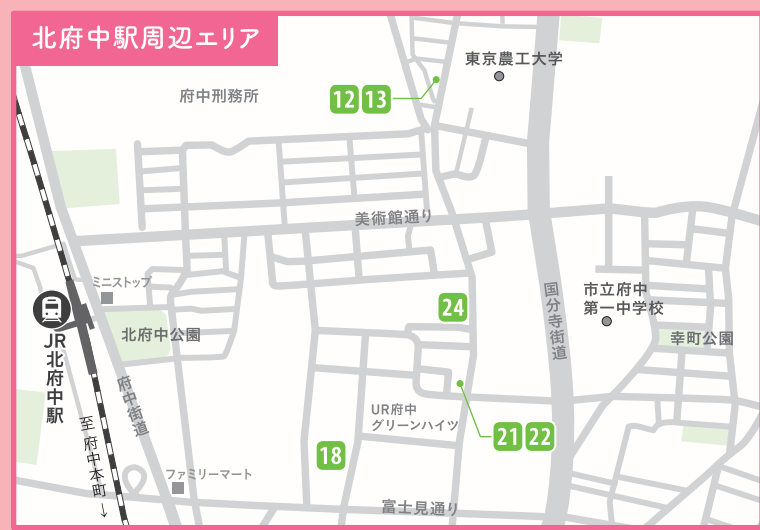 北府中駅周辺エリア
東京農工大学
府中刑務所
12 13
美術館通り
ミニストップ
24
国分寺街道
市立府中
第一中学校
北府中公園
幸町公園
JR北府中駅
府中街道
UR府中
グリーンハイツ
至 府中本町→
21 22
18
ファミリーマート
富士見通り